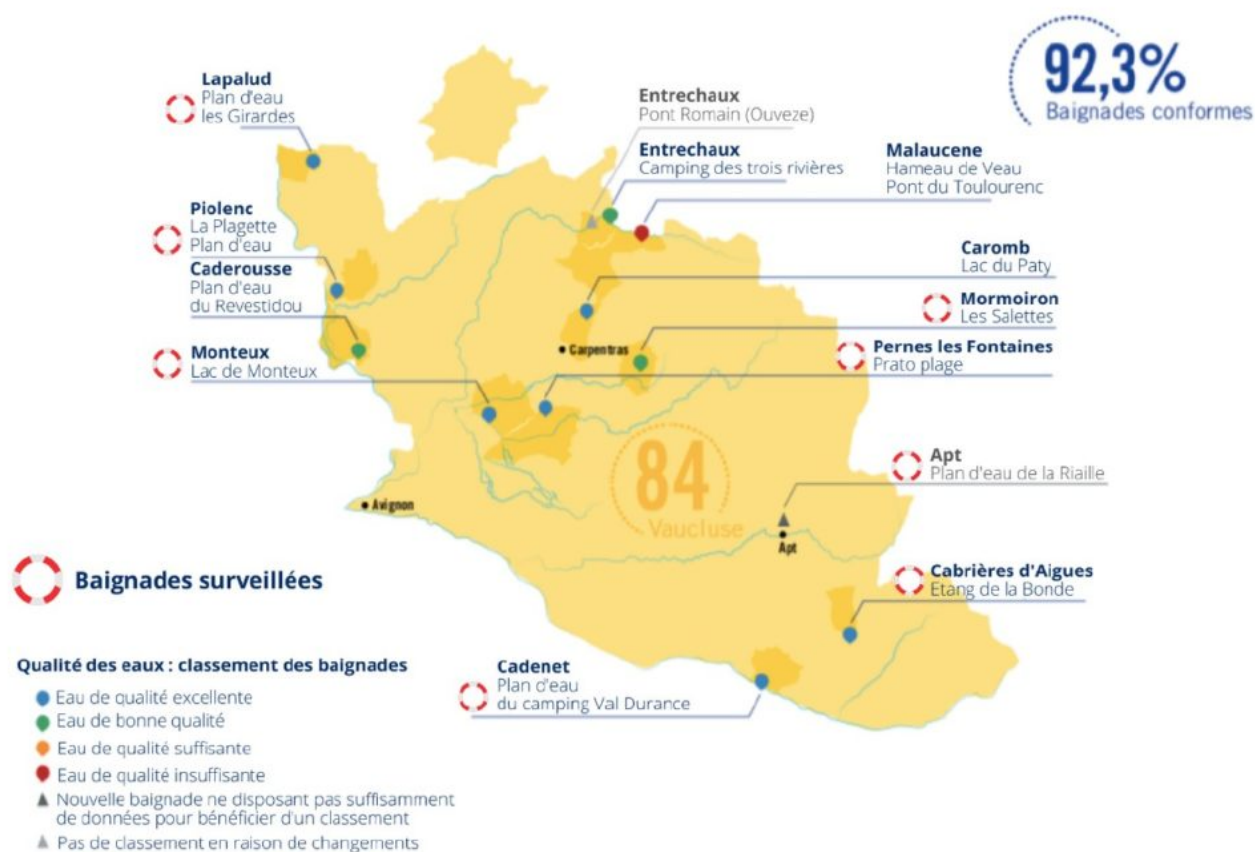 92,3%
Baignades conformes
Lapalud
Plan d'eau
les Girardes
Entrechaux
Pont Romain (Ouveze)
Entrechaux
Camping des trois rivières
Malaucene
Hameau de Veau
Pont du Toulourenc
Piolenc
La Plagette
Plan d'eau
Caderousse
Plan d'eau
du Revestidou
Caromb
Lac du Paty
Mormoiron
Les Salettes
Monteux
Lac de Monteux
Carpentras
Pernes les Fontaines
Prato plage
84
Vaucluse
Apt
Plan d'eau de la Riaille
Avignon
Apt
Baignades surveillées
Cabrières d'Aigues
Etang de la Bonde
Cadenet
Plan d'eau
du camping Val Durance
Qualité des eaux : classement des baignades
Eau de qualité excellente
Eau de bonne qualité
Eau de qualité suffisante
Eau de qualité insuffisante
Nouvelle baignade ne disposant pas suffisamment
de données pour bénéficier d'un classement
Pas de classement en raison de changements